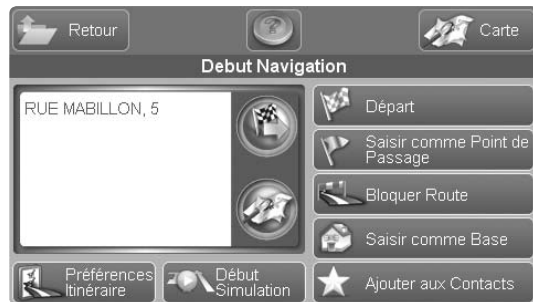 Retour
?
Carte
Debut Navigation
RUE MABILLON, 5
Départ
Saisir comme Point de
Passage
Bloquer Route
Saisir comme Base
Préférences
Itinéraire
Début
Simulation
Ajouter aux Contacts